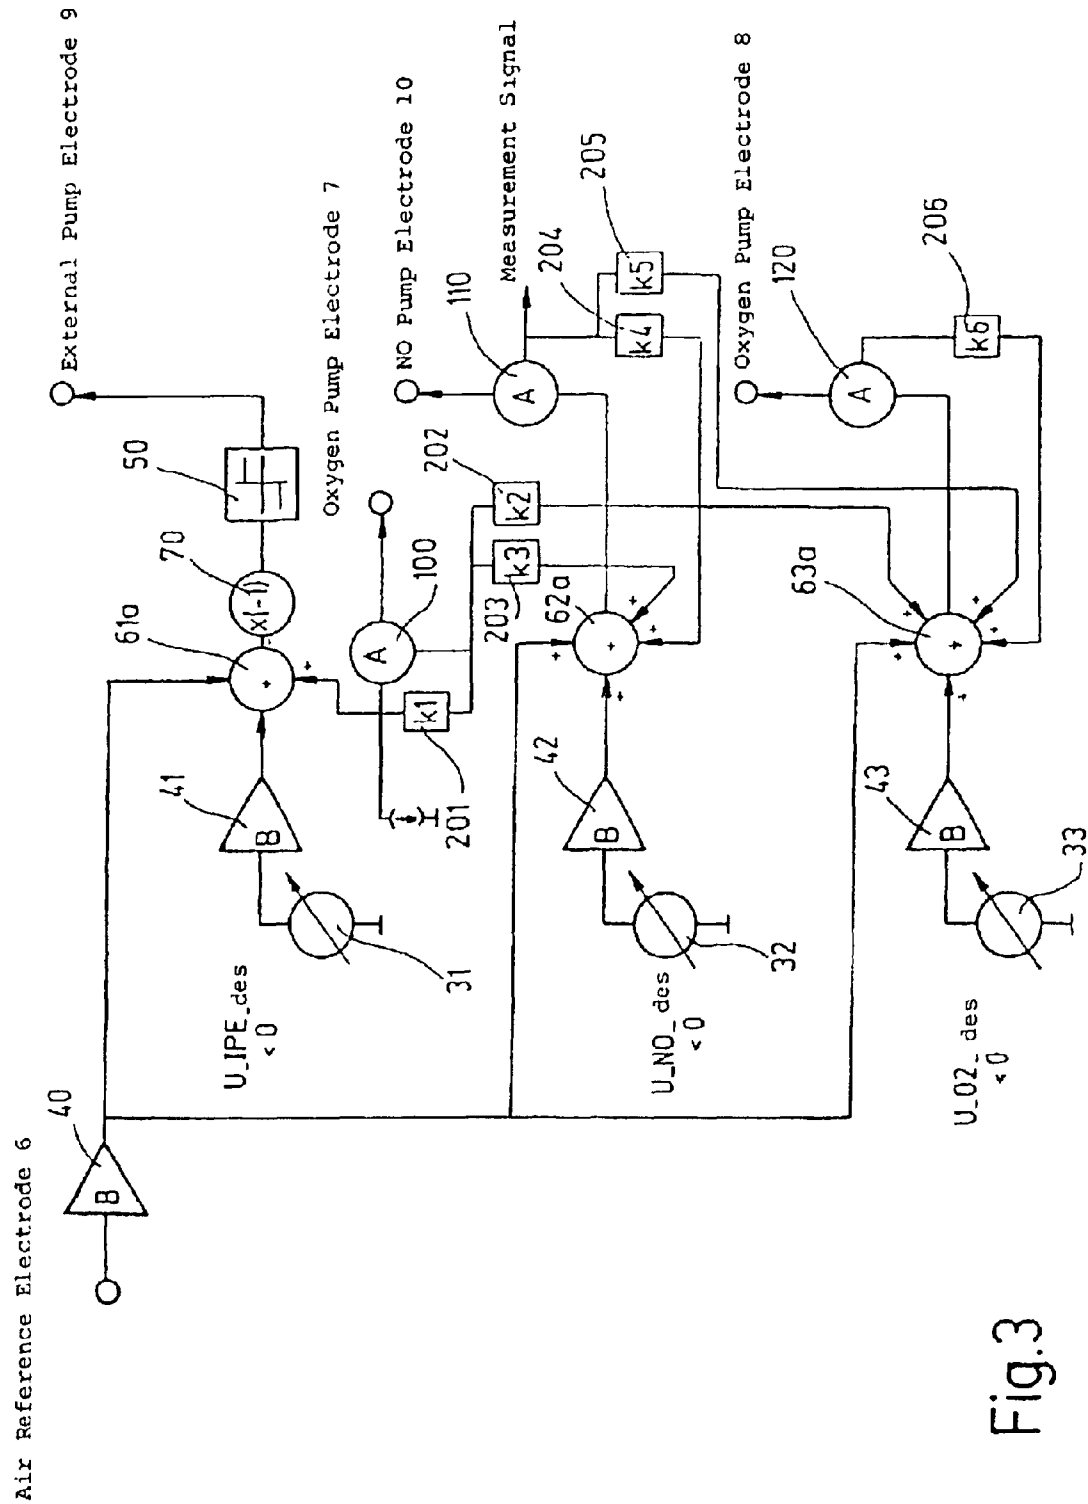 Air Reference Electrode 6
40
B
External Pump Electrode 9
50
70
x(-1)
61a
+
+
41
B
31
U_IPE_des
< 0
Oxygen Pump Electrode 7
100
A
k1
201
NO Pump Electrode 10
202
k2
k3
203
62a
+
+
+
+
+
42
B
32
U_NO_des
< 0
Measurement Signal
110
A
204
k4
205
k5
Oxygen Pump Electrode 8
120
A
206
k6
63a
+
+
+
+
+
+
43
B
33
U_O2_des
< 0
Fig.3